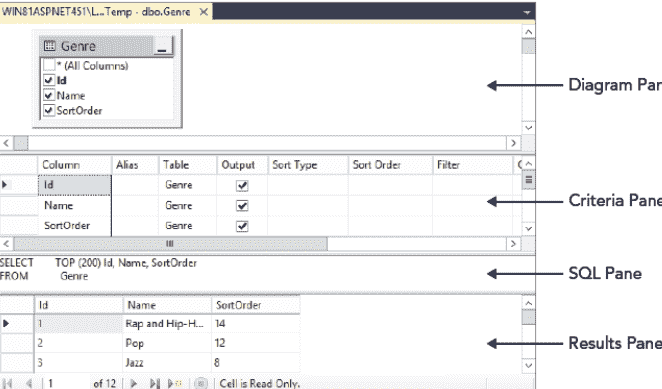 WIN81ASPNET451\L...Temp - dbo.Genre ×
Genre
* (All Columns)
Id
Name
SortOrder
Diagram Pan
Column Alias Table Output Sort Type Sort Order Filter
Id Genre
Name Genre
SortOrder Genre
Criteria Pane
SELECT TOP (200) Id, Name, SortOrder
FROM Genre
SQL Pane
Id Name SortOrder
1 Rap and Hip-H... 14
2 Pop 12
3 Jazz 8
Results Pane
1 of 12 Cell is Read Only.